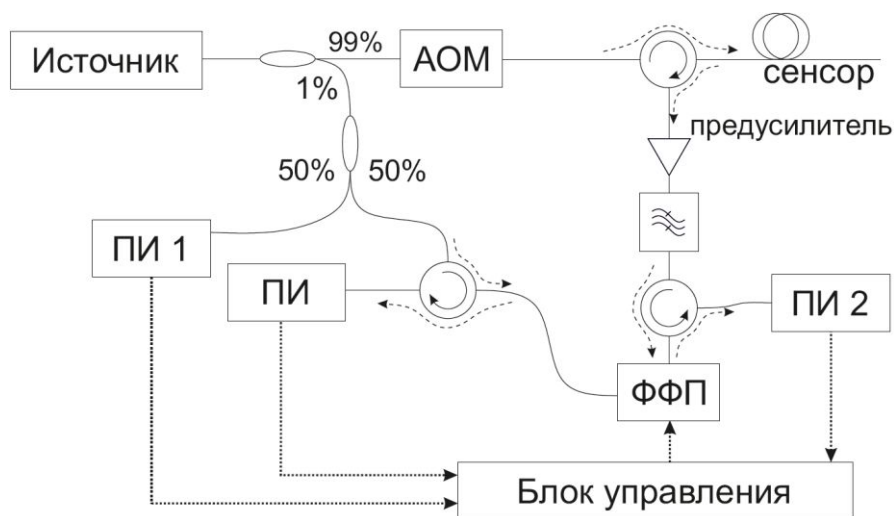 99%
Источник
АОМ
1%
сенсор
предусилитель
50% 50%
ПИ 1
ПИ
ПИ 2
ФФП
Блок управления